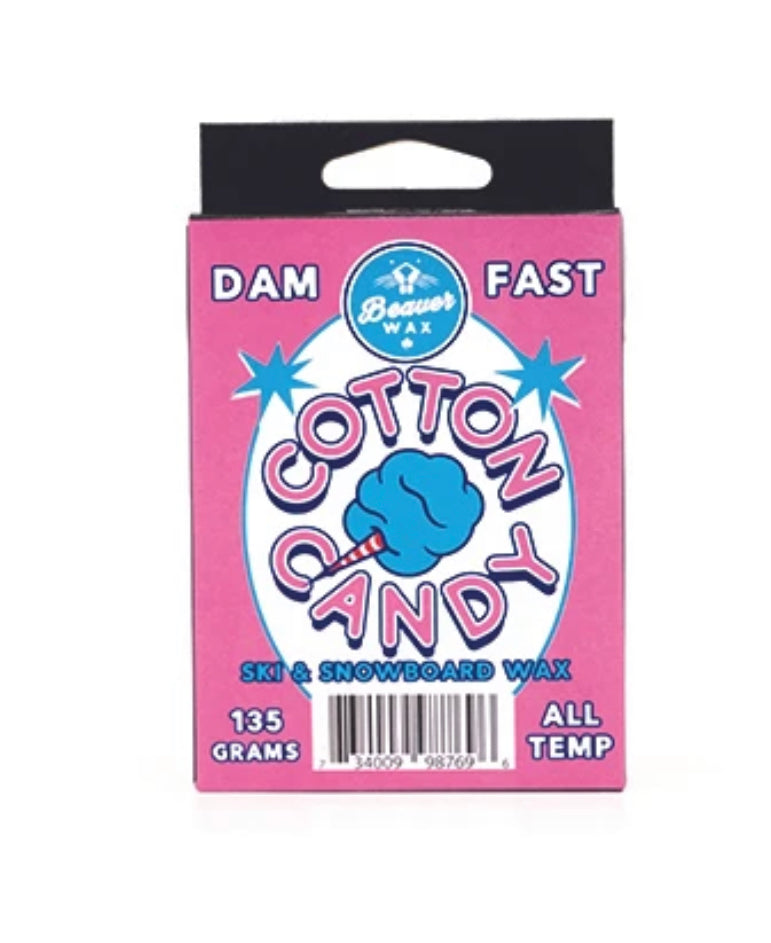 DAM
Beaver
WAX
FAST
COTTON
CANDY
SKI & SNOWBOARD WAX
135
GRAMS
7 34009 98769 6
ALL
TEMP